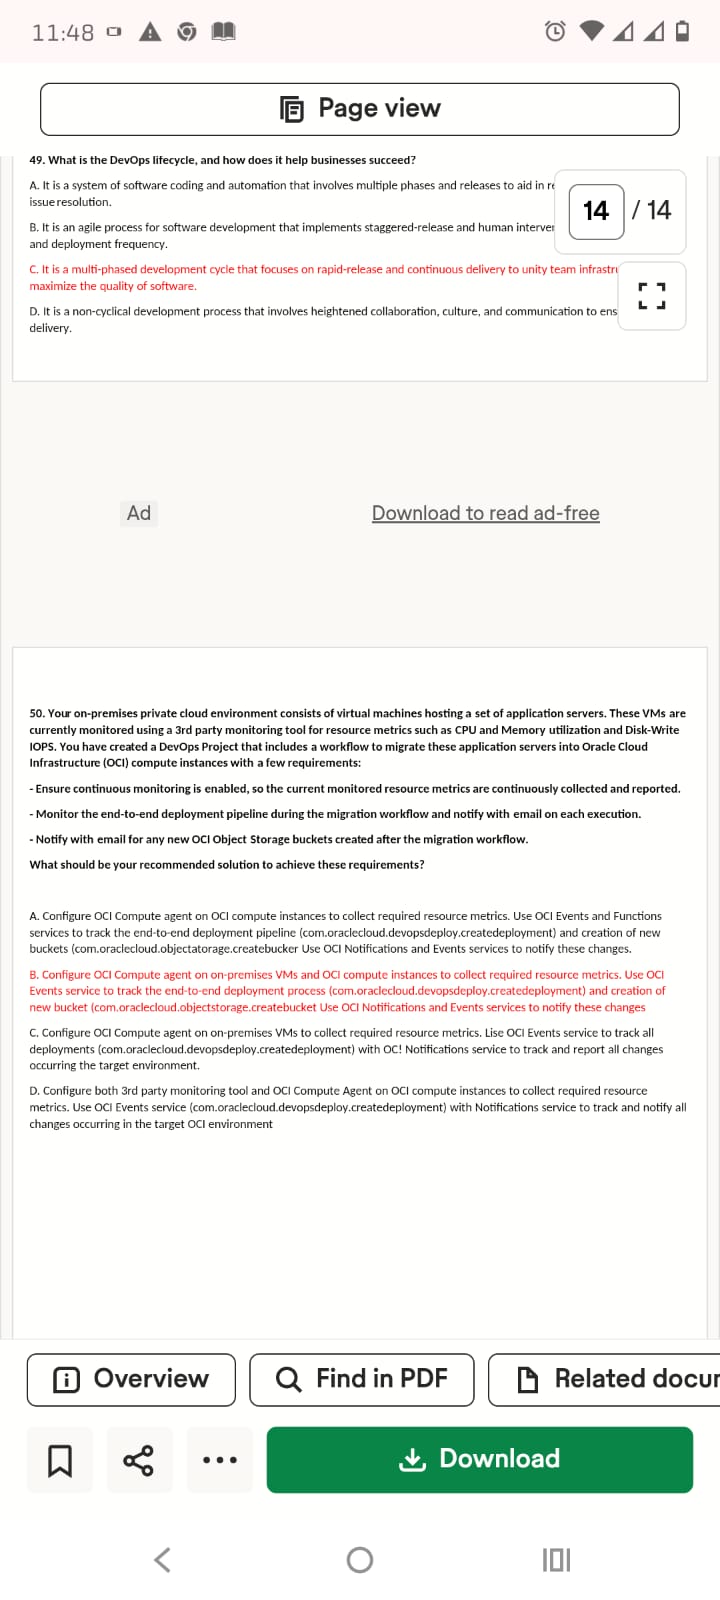 11:48
Page view
49. What is the DevOps lifecycle, and how does it help businesses succeed?
A. It is a system of software coding and automation that involves multiple phases and releases to aid in
issue resolution.
B. It is an agile process for software development that implements staggered-release and human
and deployment frequency.
C. It is a multi-phased development cycle that focuses on rapid-release and continuous delivery to unity team
maximize the quality of software.
D. It is a non-cyclical development process that involves heightened collaboration, culture, and communication to
delivery.
14 / 14
Ad
Download to read ad-free
50. Your on-premises private cloud environment consists of virtual machines hosting a set of application servers. These VMs are
currently monitored using a 3rd party monitoring tool for resource metrics such as CPU and Memory utilization and Disk-Write
IOPS. You have created a DevOps Project that includes a workflow to migrate these application servers into Oracle Cloud
Infrastructure (OCI) compute instances with a few requirements:
- Ensure continuous monitoring is enabled, so the current monitored resource metrics are continuously collected and reported.
- Monitor the end-to-end deployment pipeline during the migration workflow and notify with email on each execution.
- Notify with email for any new OCI Object Storage buckets created after the migration workflow.
What should be your recommended solution to achieve these requirements?
A. Configure OCI Compute agent on OCI compute instances to collect required resource metrics. Use OCI Events and Functions
services to track the end-to-end deployment pipeline (com.oraclecloud.devopsdeploy.createdeployment) and creation of new
buckets (com.oraclecloud.objectatorage.createbucker Use OCI Notifications and Events services to notify these changes.
B. Configure OCI Compute agent on on-premises VMs and OCI compute instances to collect required resource metrics. Use OCI
Events service to track the end-to-end deployment process (com.oraclecloud.devopsdeploy.createdeployment) and creation of
new bucket (com.oraclecloud.objectstorage.createbucket Use OCI Notifications and Events services to notify these changes
C. Configure OCI Compute agent on on-premises VMs to collect required resource metrics. Lise OCI Events service to track all
deployments (com.oraclecloud.devopsdeploy.createdeployment) with OC! Notifications service to track and report all changes
occurring the target environment.
D. Configure both 3rd party monitoring tool and OCI Compute Agent on OCI compute instances to collect required resource
metrics. Use OCI Events service (com.oraclecloud.devopsdeploy.createdeployment) with Notifications service to track and notify all
changes occurring in the target OCI environment
Overview
Find in PDF
Related
Download